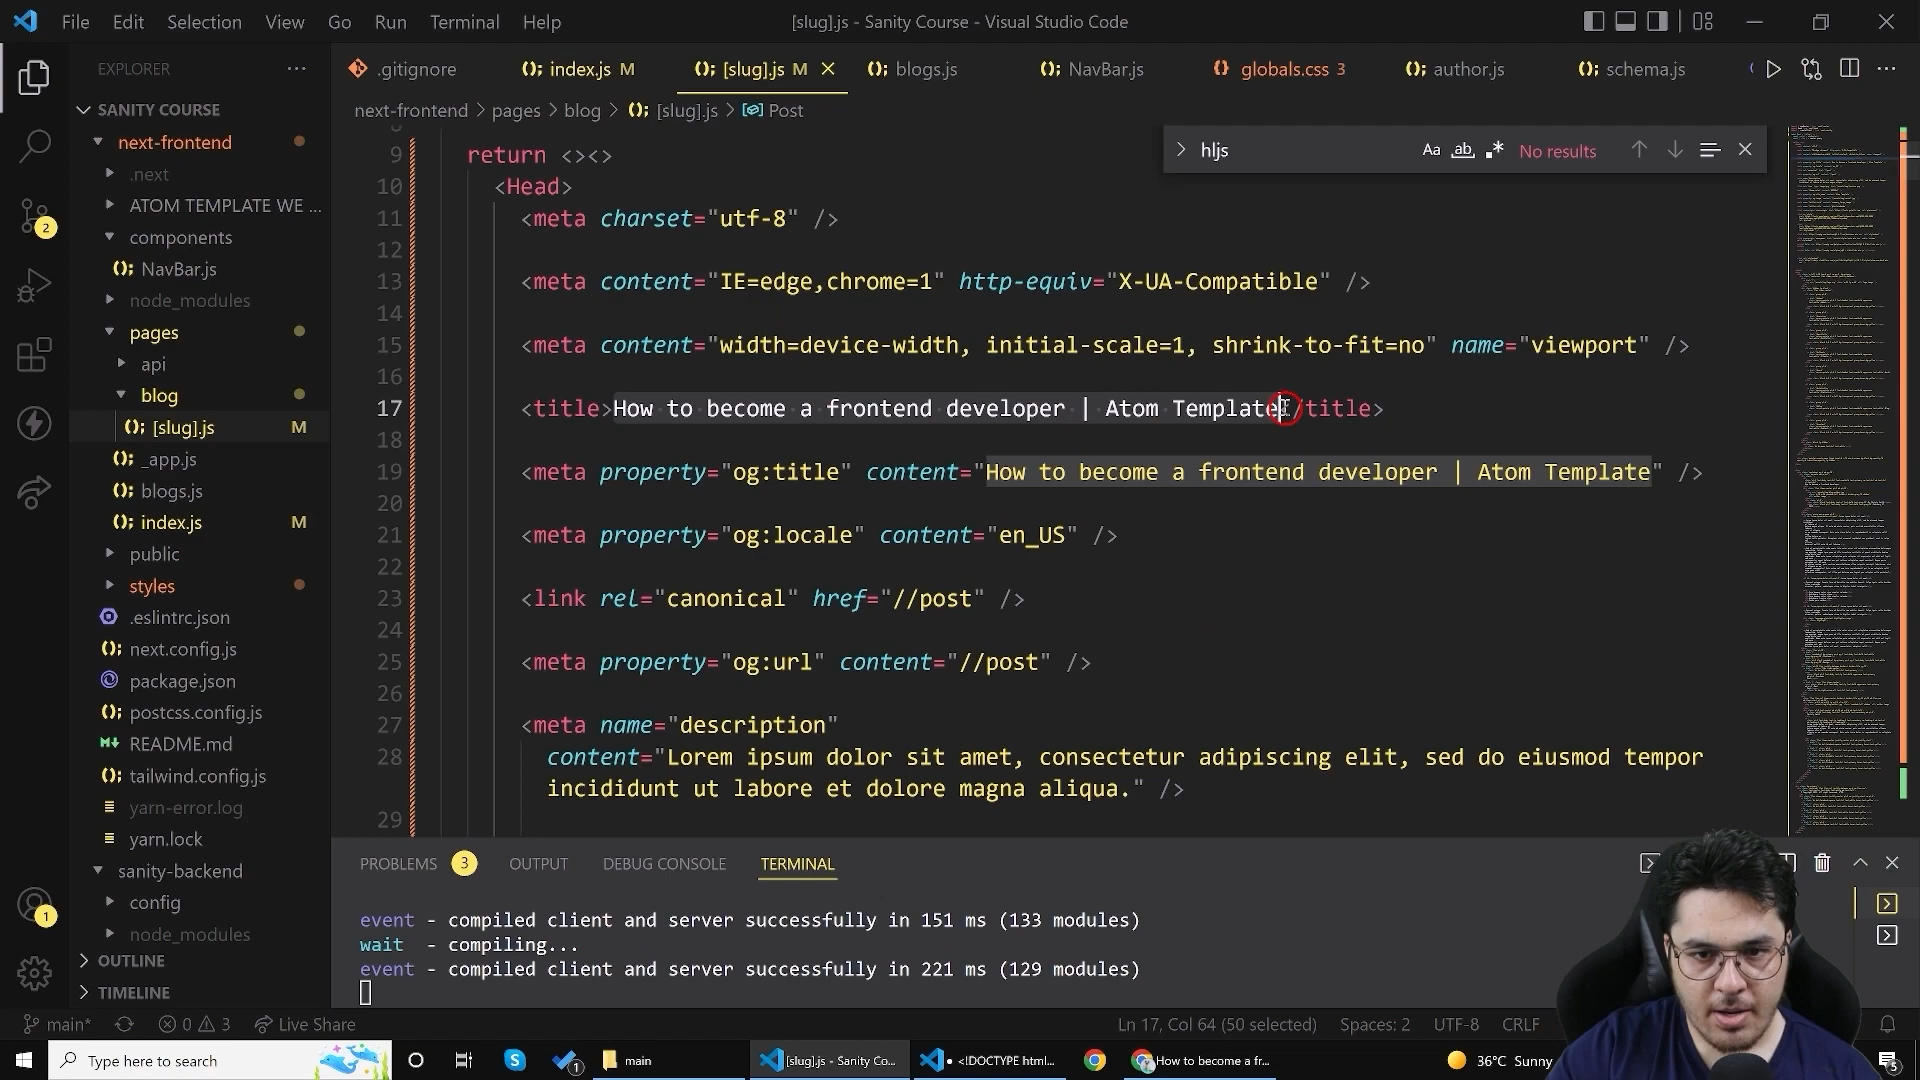 File Edit Selection View Go Run Terminal Help
[slug].js - Sanity Course - Visual Studio Code
EXPLORER
SANITY COURSE
next-frontend
.next
ATOM TEMPLATE WE ...
components
NavBar.js
node_modules
pages
api
blog
[slug].js M
_app.js
blogs.js
index.js M
public
styles
.eslintrc.json
next.config.js
package.json
postcss.config.js
README.md
tailwind.config.js
yarn-error.log
yarn.lock
sanity-backend
config
node_modules
OUTLINE
TIMELINE
2
1
.gitignore index.js M [slug].js M blogs.js NavBar.js globals.css 3 author.js schema.js
next-frontend > pages > blog > [slug].js > Post
hljs Aa ab .* No results
8
9 return <><>
10 <Head>
11 <meta charset="utf-8" />
12
13 <meta content="IE=edge,chrome=1" http-equiv="X-UA-Compatible" />
14
15 <meta content="width=device-width, initial-scale=1, shrink-to-fit=no" name="viewport" />
16
17 <title>How to become a frontend developer | Atom Template</title>
18
19 <meta property="og:title" content="How to become a frontend developer | Atom Template" />
20
21 <meta property="og:locale" content="en_US" />
22
23 <link rel="canonical" href="//post" />
24
25 <meta property="og:url" content="//post" />
26
27 <meta name="description"
28 content="Lorem ipsum dolor sit amet, consectetur adipiscing elit, sed do eiusmod tempor
incididunt ut labore et dolore magna aliqua." />
29
PROBLEMS 3 OUTPUT DEBUG CONSOLE TERMINAL
event - compiled client and server successfully in 151 ms (133 modules)
wait - compiling...
event - compiled client and server successfully in 221 ms (129 modules)
main* 0 3 Live Share Ln 17, Col 64 (50 selected) Spaces: 2 UTF-8 CRLF
Type here to search 1 main [slug].js - Sanity Co... <!DOCTYPE html... How to become a fr... 36°C Sunny 5